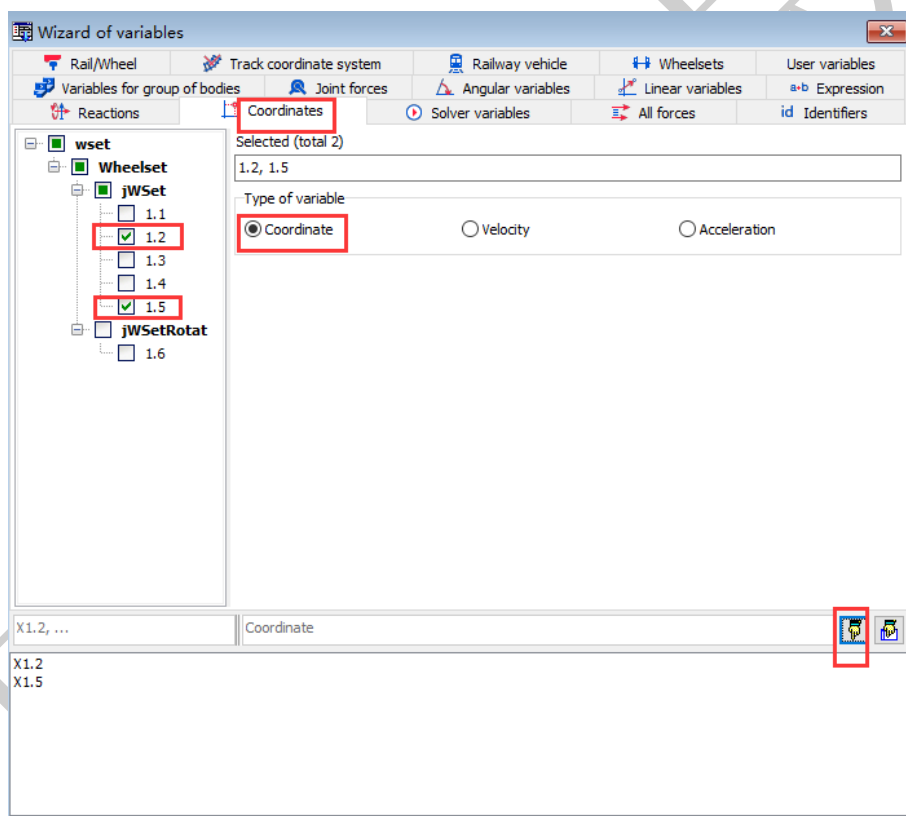 Wizard of variables
Rail/Wheel Track coordinate system Railway vehicle Wheelsets User variables
Variables for group of bodies Joint forces Angular variables Linear variables a+b Expression
Reactions Coordinates Solver variables All forces id Identifiers
wset
Wheelset
jWSet
1.1
1.2
1.3
1.4
1.5
jWSetRotat
1.6
Selected (total 2)
1.2, 1.5
Type of variable
Coordinate Velocity Acceleration
X1.2, ... Coordinate
X1.2
X1.5